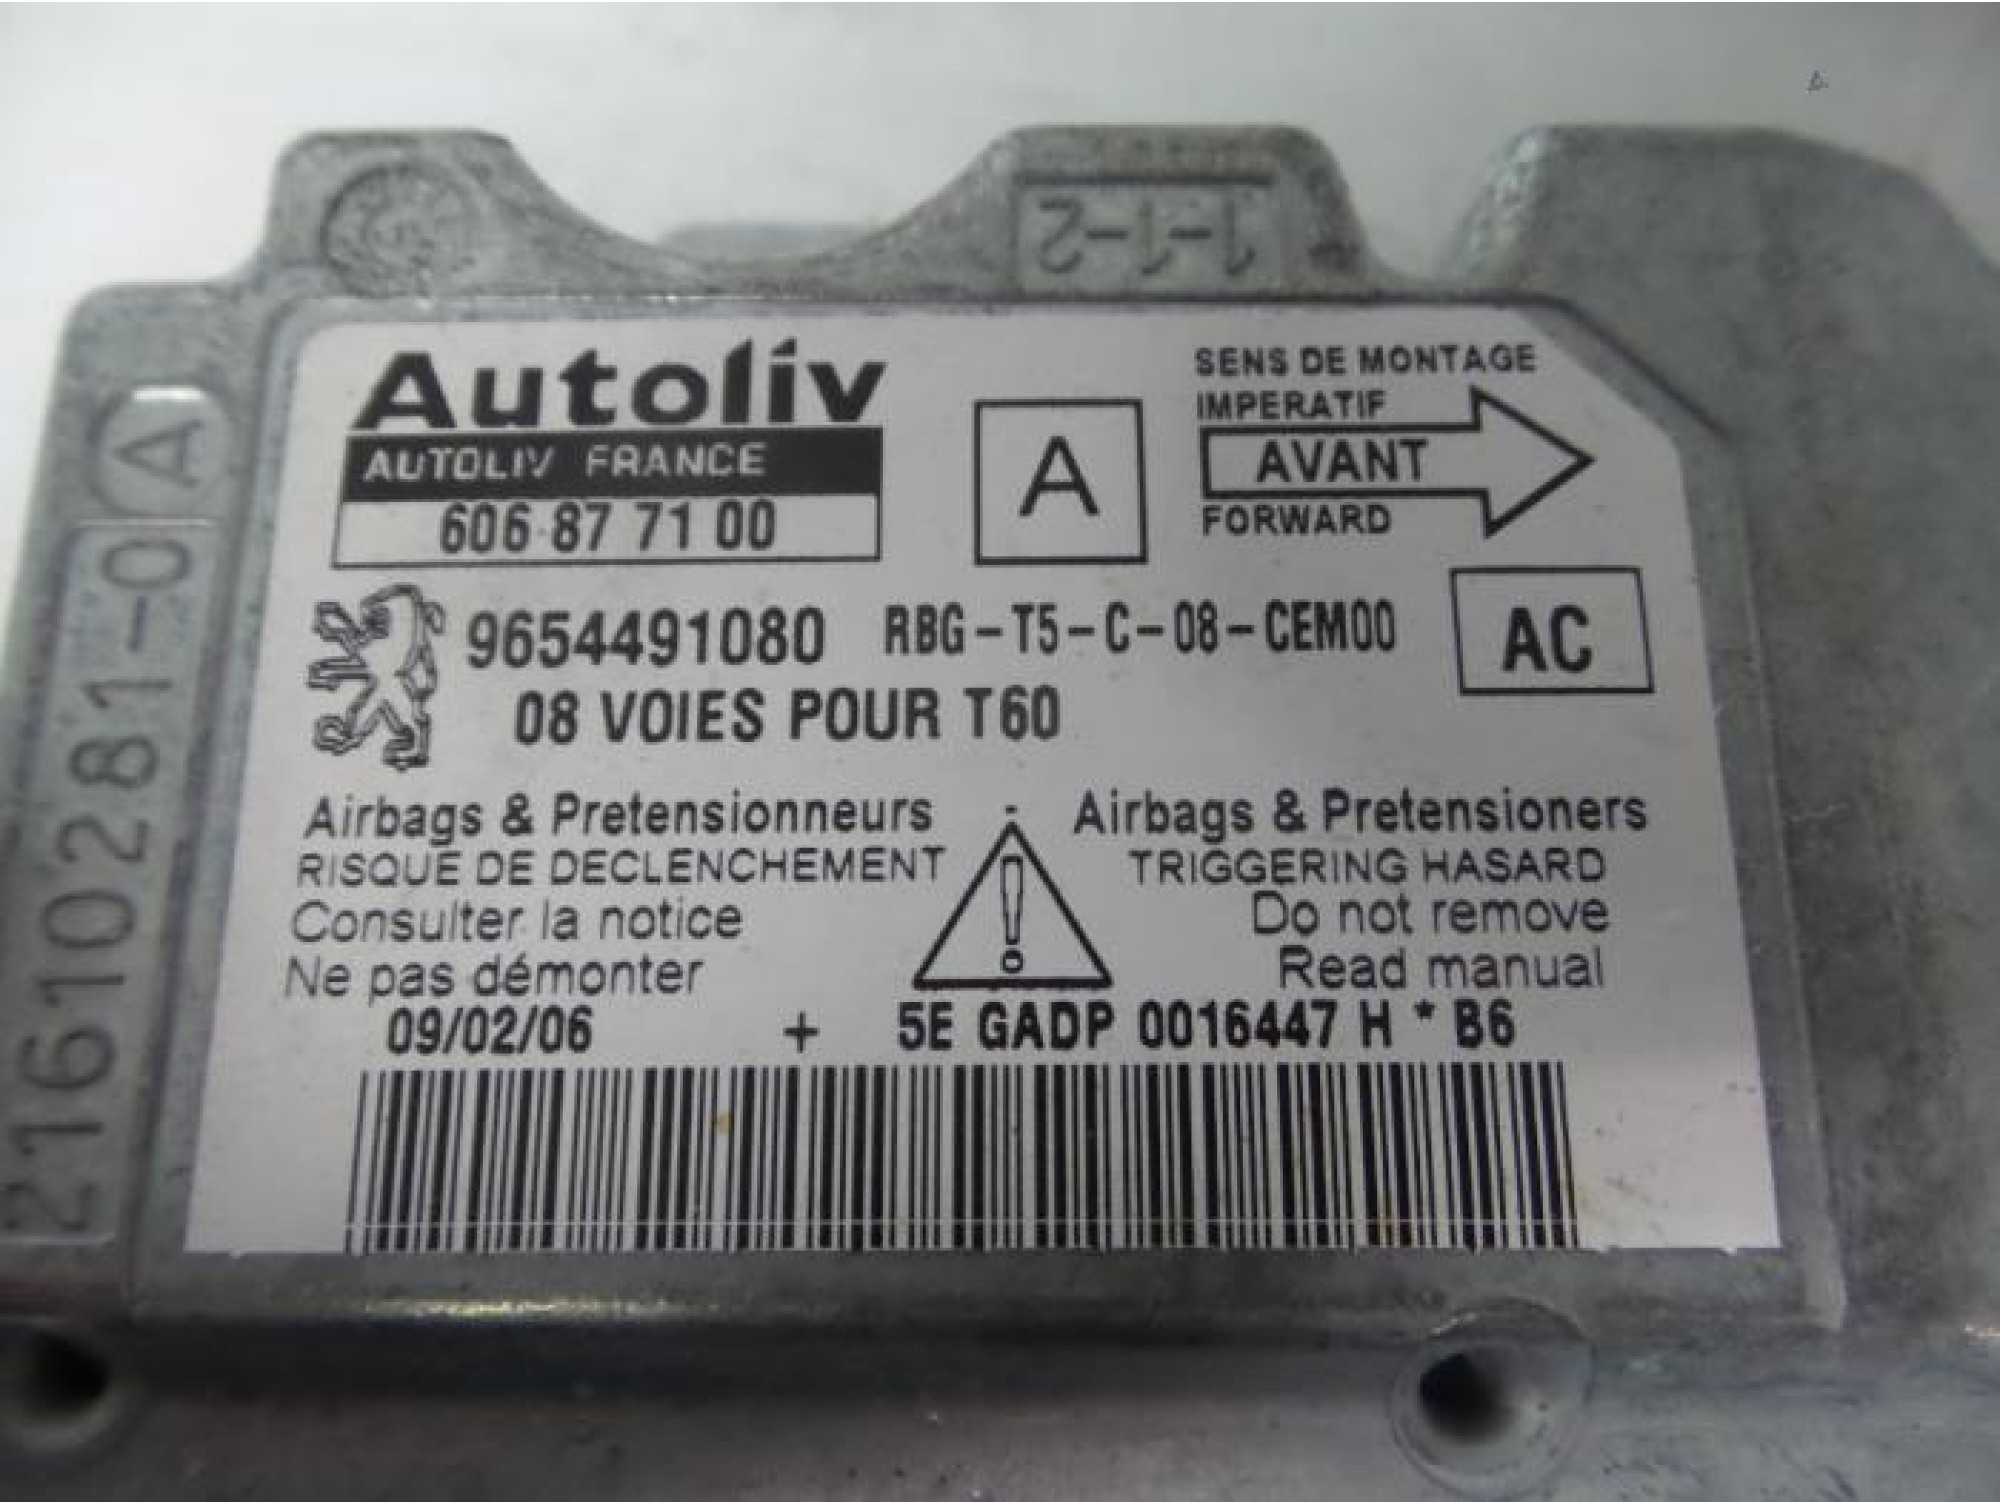 1-1-2
Autoliv
AUTOLIV FRANCE
606 87 71 00
A
SENS DE MONTAGE
IMPERATIF
AVANT
FORWARD
9654491080 RBG-T5-C-08-CEM00
AC
08 VOIES POUR T60
Airbags & Pretensionneurs
RISQUE DE DECLENCHEMENT
Consulter la notice
Ne pas démonter
Airbags & Pretensioners
TRIGGERING HASARD
Do not remove
Read manual
09/02/06 + 5E GADP 0016447 H * B6
21610281-0A